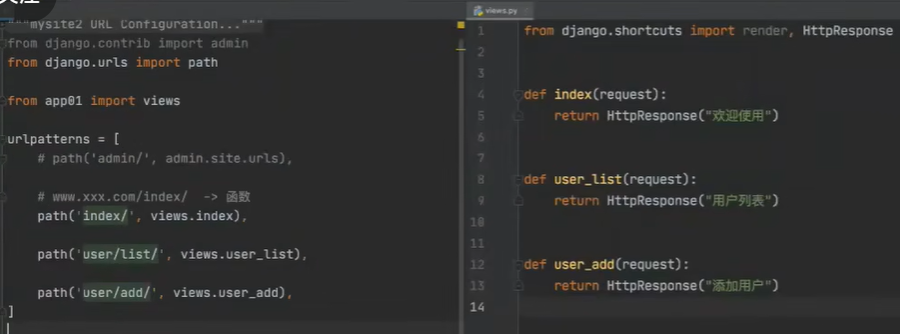 """mysite2 URL Configuration..."""
from django.contrib import admin
from django.urls import path
from app01 import views
urlpatterns = [
# path('admin/', admin.site.urls),
# www.xxx.com/index/ -> 函数
path('index/', views.index),
path('user/list/', views.user_list),
path('user/add/', views.user_add),
]
views.py
1 from django.shortcuts import render, HttpResponse
2
3
4 def index(request):
5 return HttpResponse("欢迎使用")
6
7
8 def user_list(request):
9 return HttpResponse("用户列表")
10
11
12 def user_add(request):
13 return HttpResponse("添加用户")
14